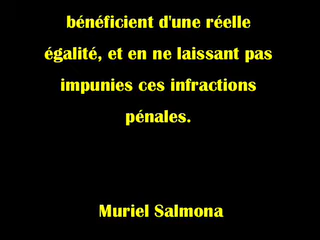 bénéficient d'une réelle
égalité, et en ne laissant pas
impunies ces infractions
pénales.
Muriel Salmona